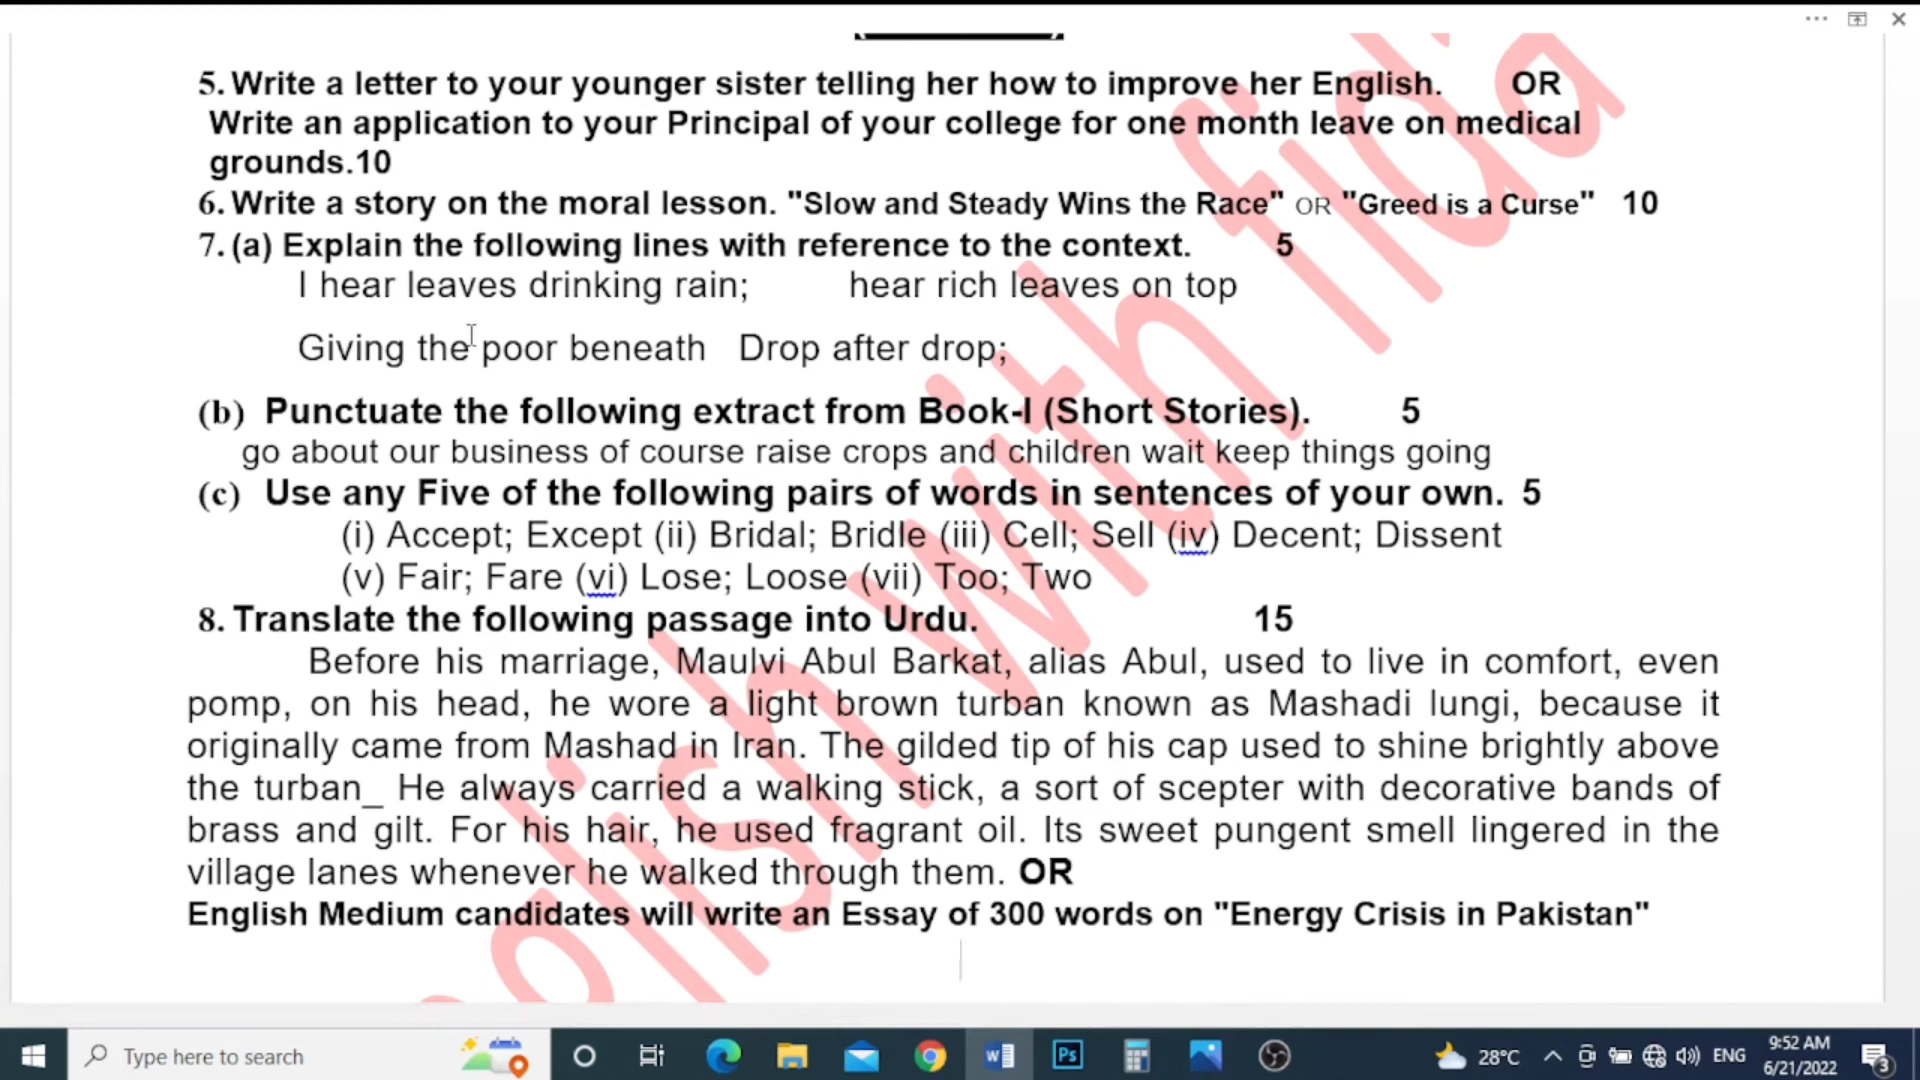 5. Write a letter to your younger sister telling her how to improve her English. OR
Write an application to your Principal of your college for one month leave on medical
grounds.10
6. Write a story on the moral lesson. "Slow and Steady Wins the Race" OR "Greed is a Curse" 10
7. (a) Explain the following lines with reference to the context. 5
I hear leaves drinking rain; hear rich leaves on top
Giving the poor beneath Drop after drop;
(b) Punctuate the following extract from Book-I (Short Stories). 5
go about our business of course raise crops and children wait keep things going
(c) Use any Five of the following pairs of words in sentences of your own. 5
(i) Accept; Except (ii) Bridal; Bridle (iii) Cell; Sell (iv) Decent; Dissent
(v) Fair; Fare (vi) Lose; Loose (vii) Too; Two
8. Translate the following passage into Urdu. 15
Before his marriage, Maulvi Abul Barkat, alias Abul, used to live in comfort, even
pomp, on his head, he wore a light brown turban known as Mashadi lungi, because it
originally came from Mashad in Iran. The gilded tip of his cap used to shine brightly above
the turban_ He always carried a walking stick, a sort of scepter with decorative bands of
brass and gilt. For his hair, he used fragrant oil. Its sweet pungent smell lingered in the
village lanes whenever he walked through them. OR
English Medium candidates will write an Essay of 300 words on "Energy Crisis in Pakistan"
nglish with fida
Type here to search
28°C
ENG
9:52 AM
6/21/2022
3